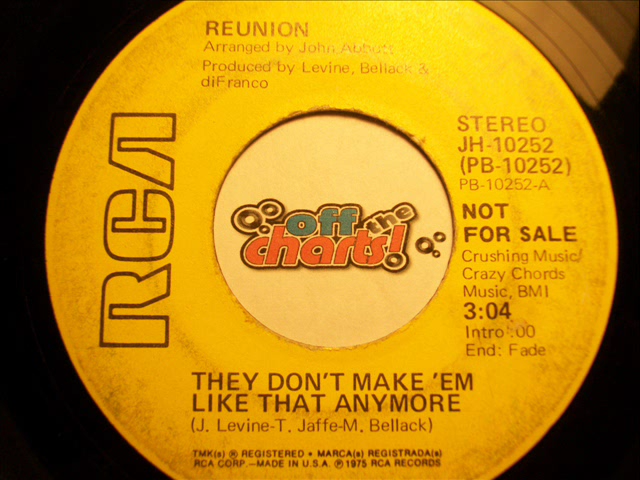 REUNION
Arranged by John Abbott
Produced by Levine, Bellack &
diFranco
RCA
STEREO
JH-10252
(PB-10252)
PB-10252-A
NOT
FOR SALE
Crushing Music/
Crazy Chords
Music, BMI
3:04
Intro :00
End: Fade
off the
charts!
THEY DON'T MAKE 'EM
LIKE THAT ANYMORE
(J. Levine-T. Jaffe-M. Bellack)
TMK(s) ® REGISTERED • MARCA(s) REGISTRADA(s)
RCA CORP.—MADE IN U.S.A. ℗ 1975 RCA RECORDS